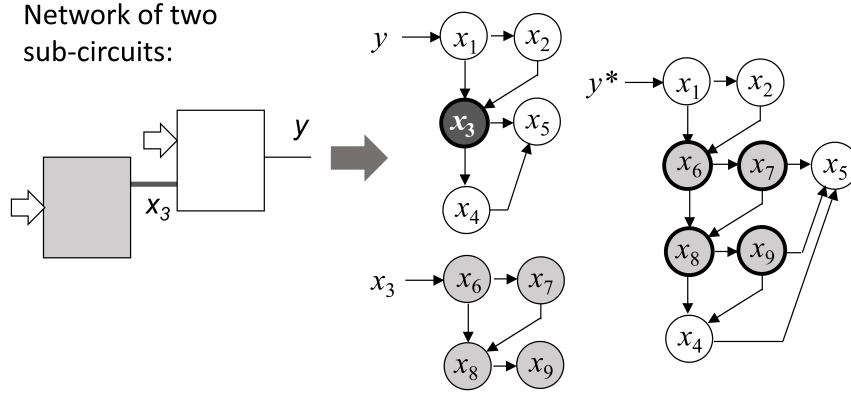 Network of two
sub-circuits:
y
x₃
y x₁ x₂
x₃ x₅
x₄
x₃ x₆ x₇
x₈ x₉
y* x₁ x₂
x₆ x₇ x₅
x₈ x₉
x₄